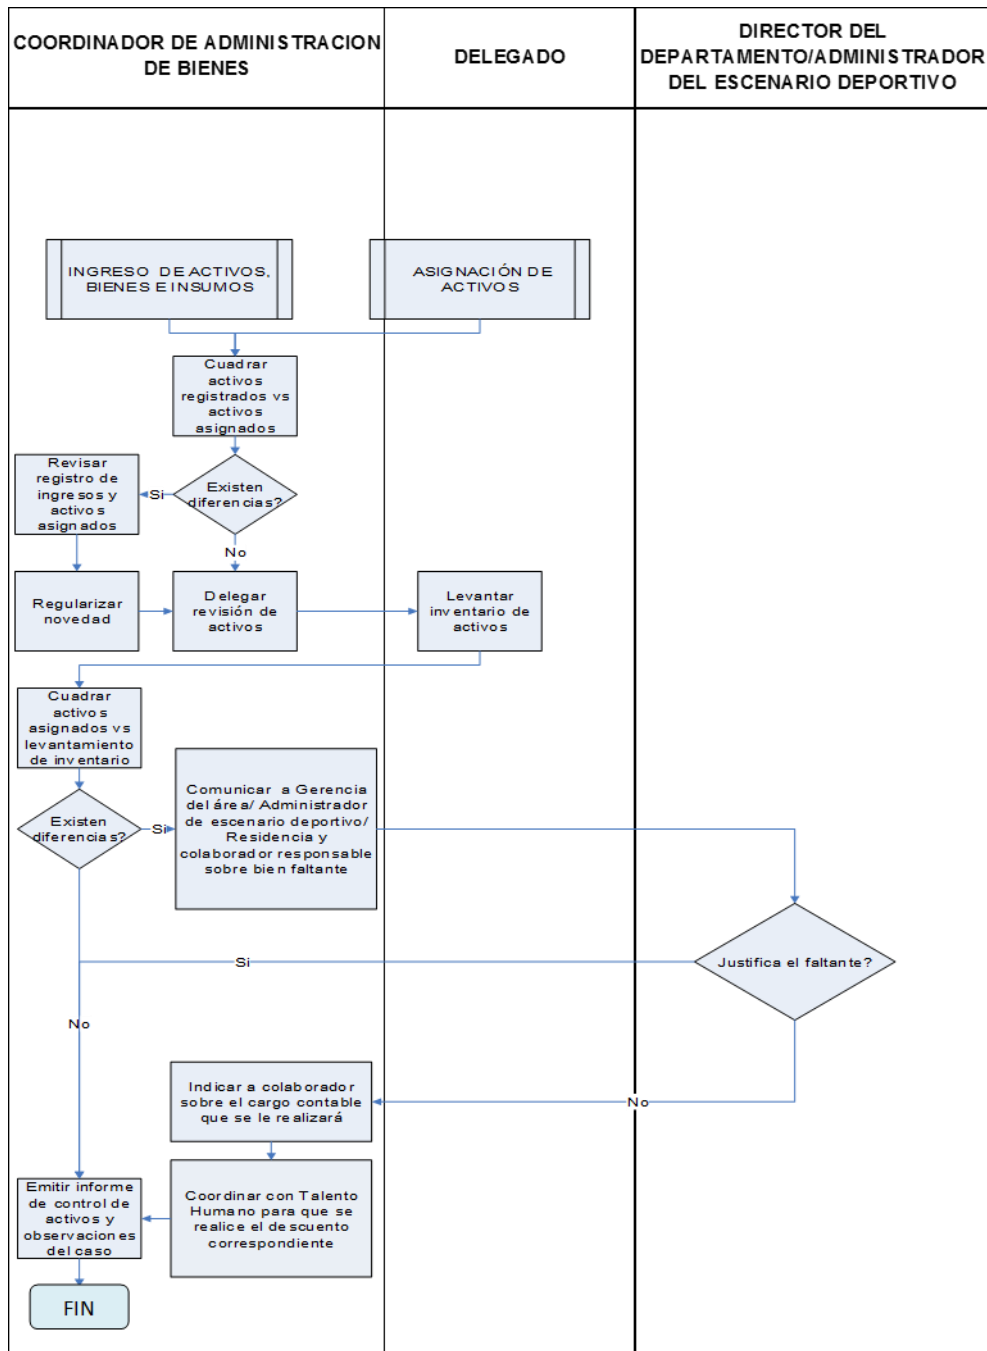 COORDINADOR DE ADMINISTRACION
DE BIENES
DELEGADO
DIRECTOR DEL
DEPARTAMENTO/ADMINISTRADOR
DEL ESCENARIO DEPORTIVO
INGRESO DE ACTIVOS,
BIENES E INSUMOS
ASIGNACIÓN DE
ACTIVOS
Cuadrar
activos
registrados vs
activos
asignados
Existen
diferencias?
Si
Revisar
registro de
ingresos y
activos
asignados
No
Regularizar
novedad
Delegar
revisión de
activos
Levantar
inventario de
activos
Cuadrar
activos
asignados vs
levantamiento
de inventario
Existen
diferencias?
Si
Comunicar a Gerencia
del área/ Administrador
de escenario deportivo/
Residencia y
colaborador responsable
sobre bien faltante
Justifica el faltante?
Si
No
No
Indicar a colaborador
sobre el cargo contable
que se le realizará
Coordinar con Talento
Humano para que se
realice el descuento
correspondiente
Emitir informe
de control de
activos y
observaciones
del caso
FIN